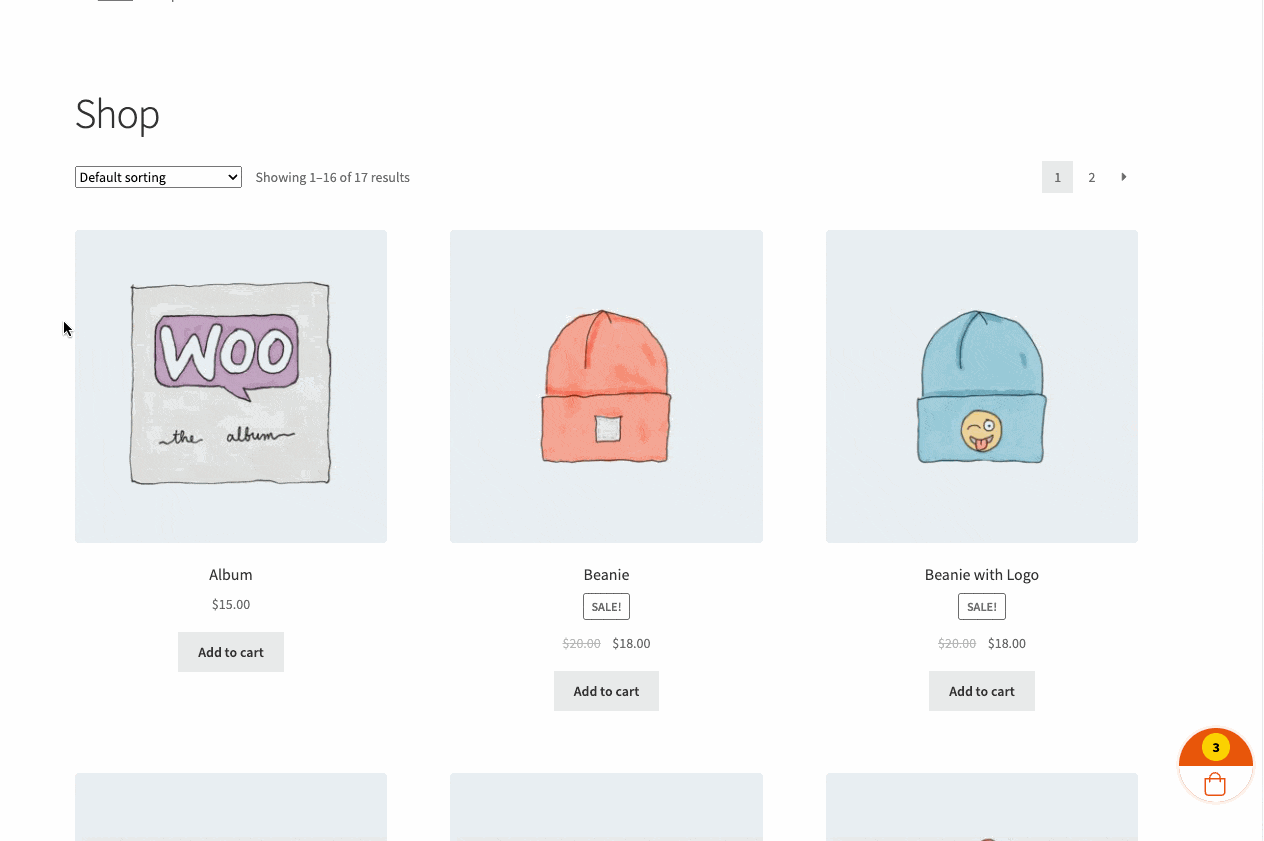 Shop
Default sorting
Showing 1–16 of 17 results
1 2
WOO
the album
Album
$15.00
Add to cart
Beanie
SALE!
$20.00 $18.00
Add to cart
Beanie with Logo
SALE!
$20.00 $18.00
Add to cart
3